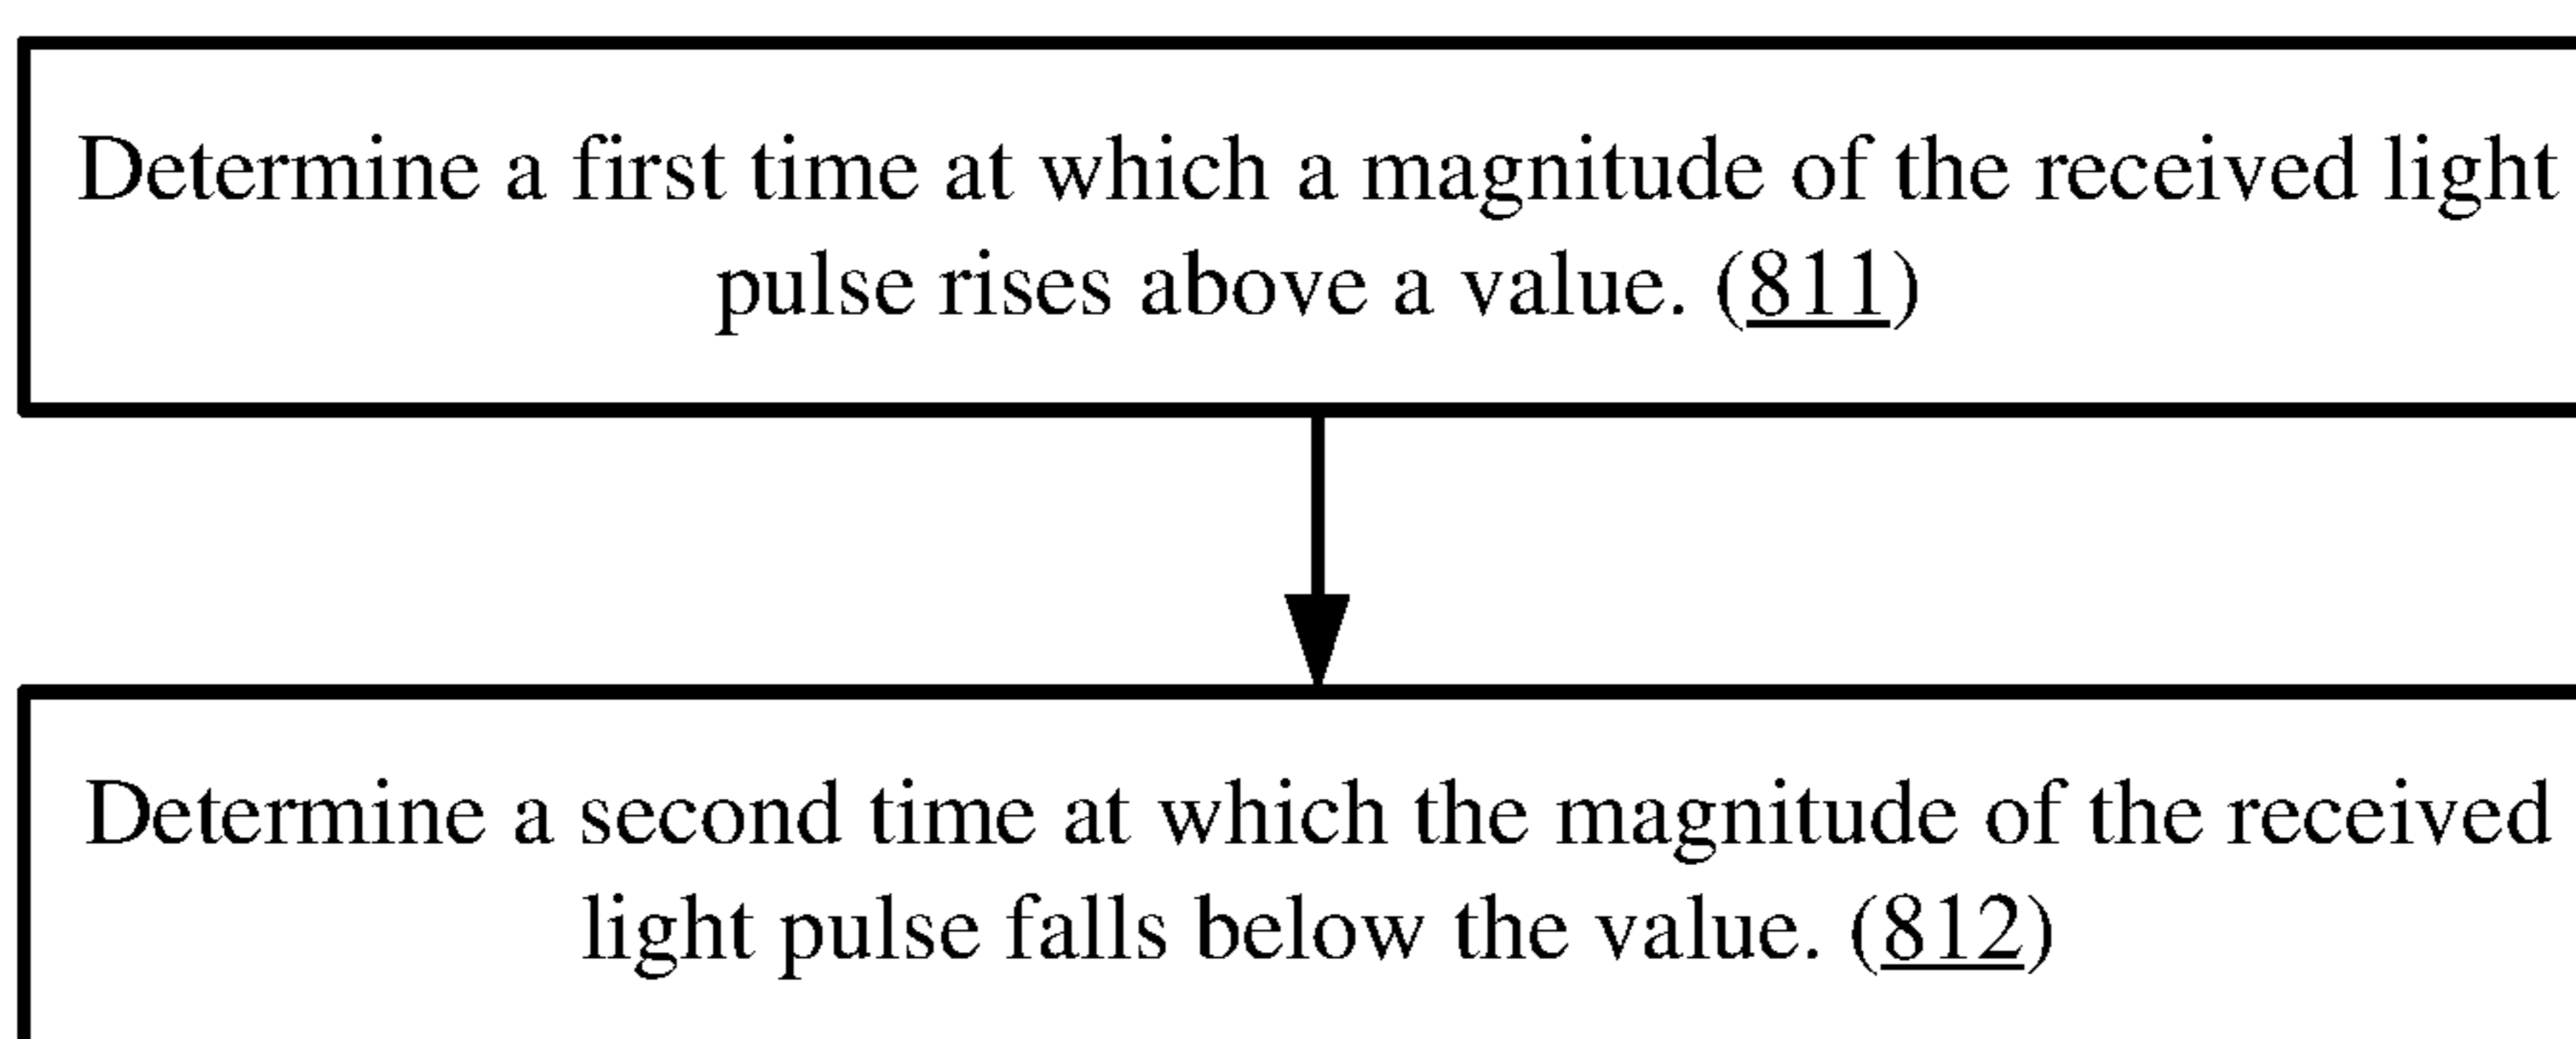 Determine a first time at which a magnitude of the received light
pulse rises above a value. (811)
Determine a second time at which the magnitude of the received
light pulse falls below the value. (812)